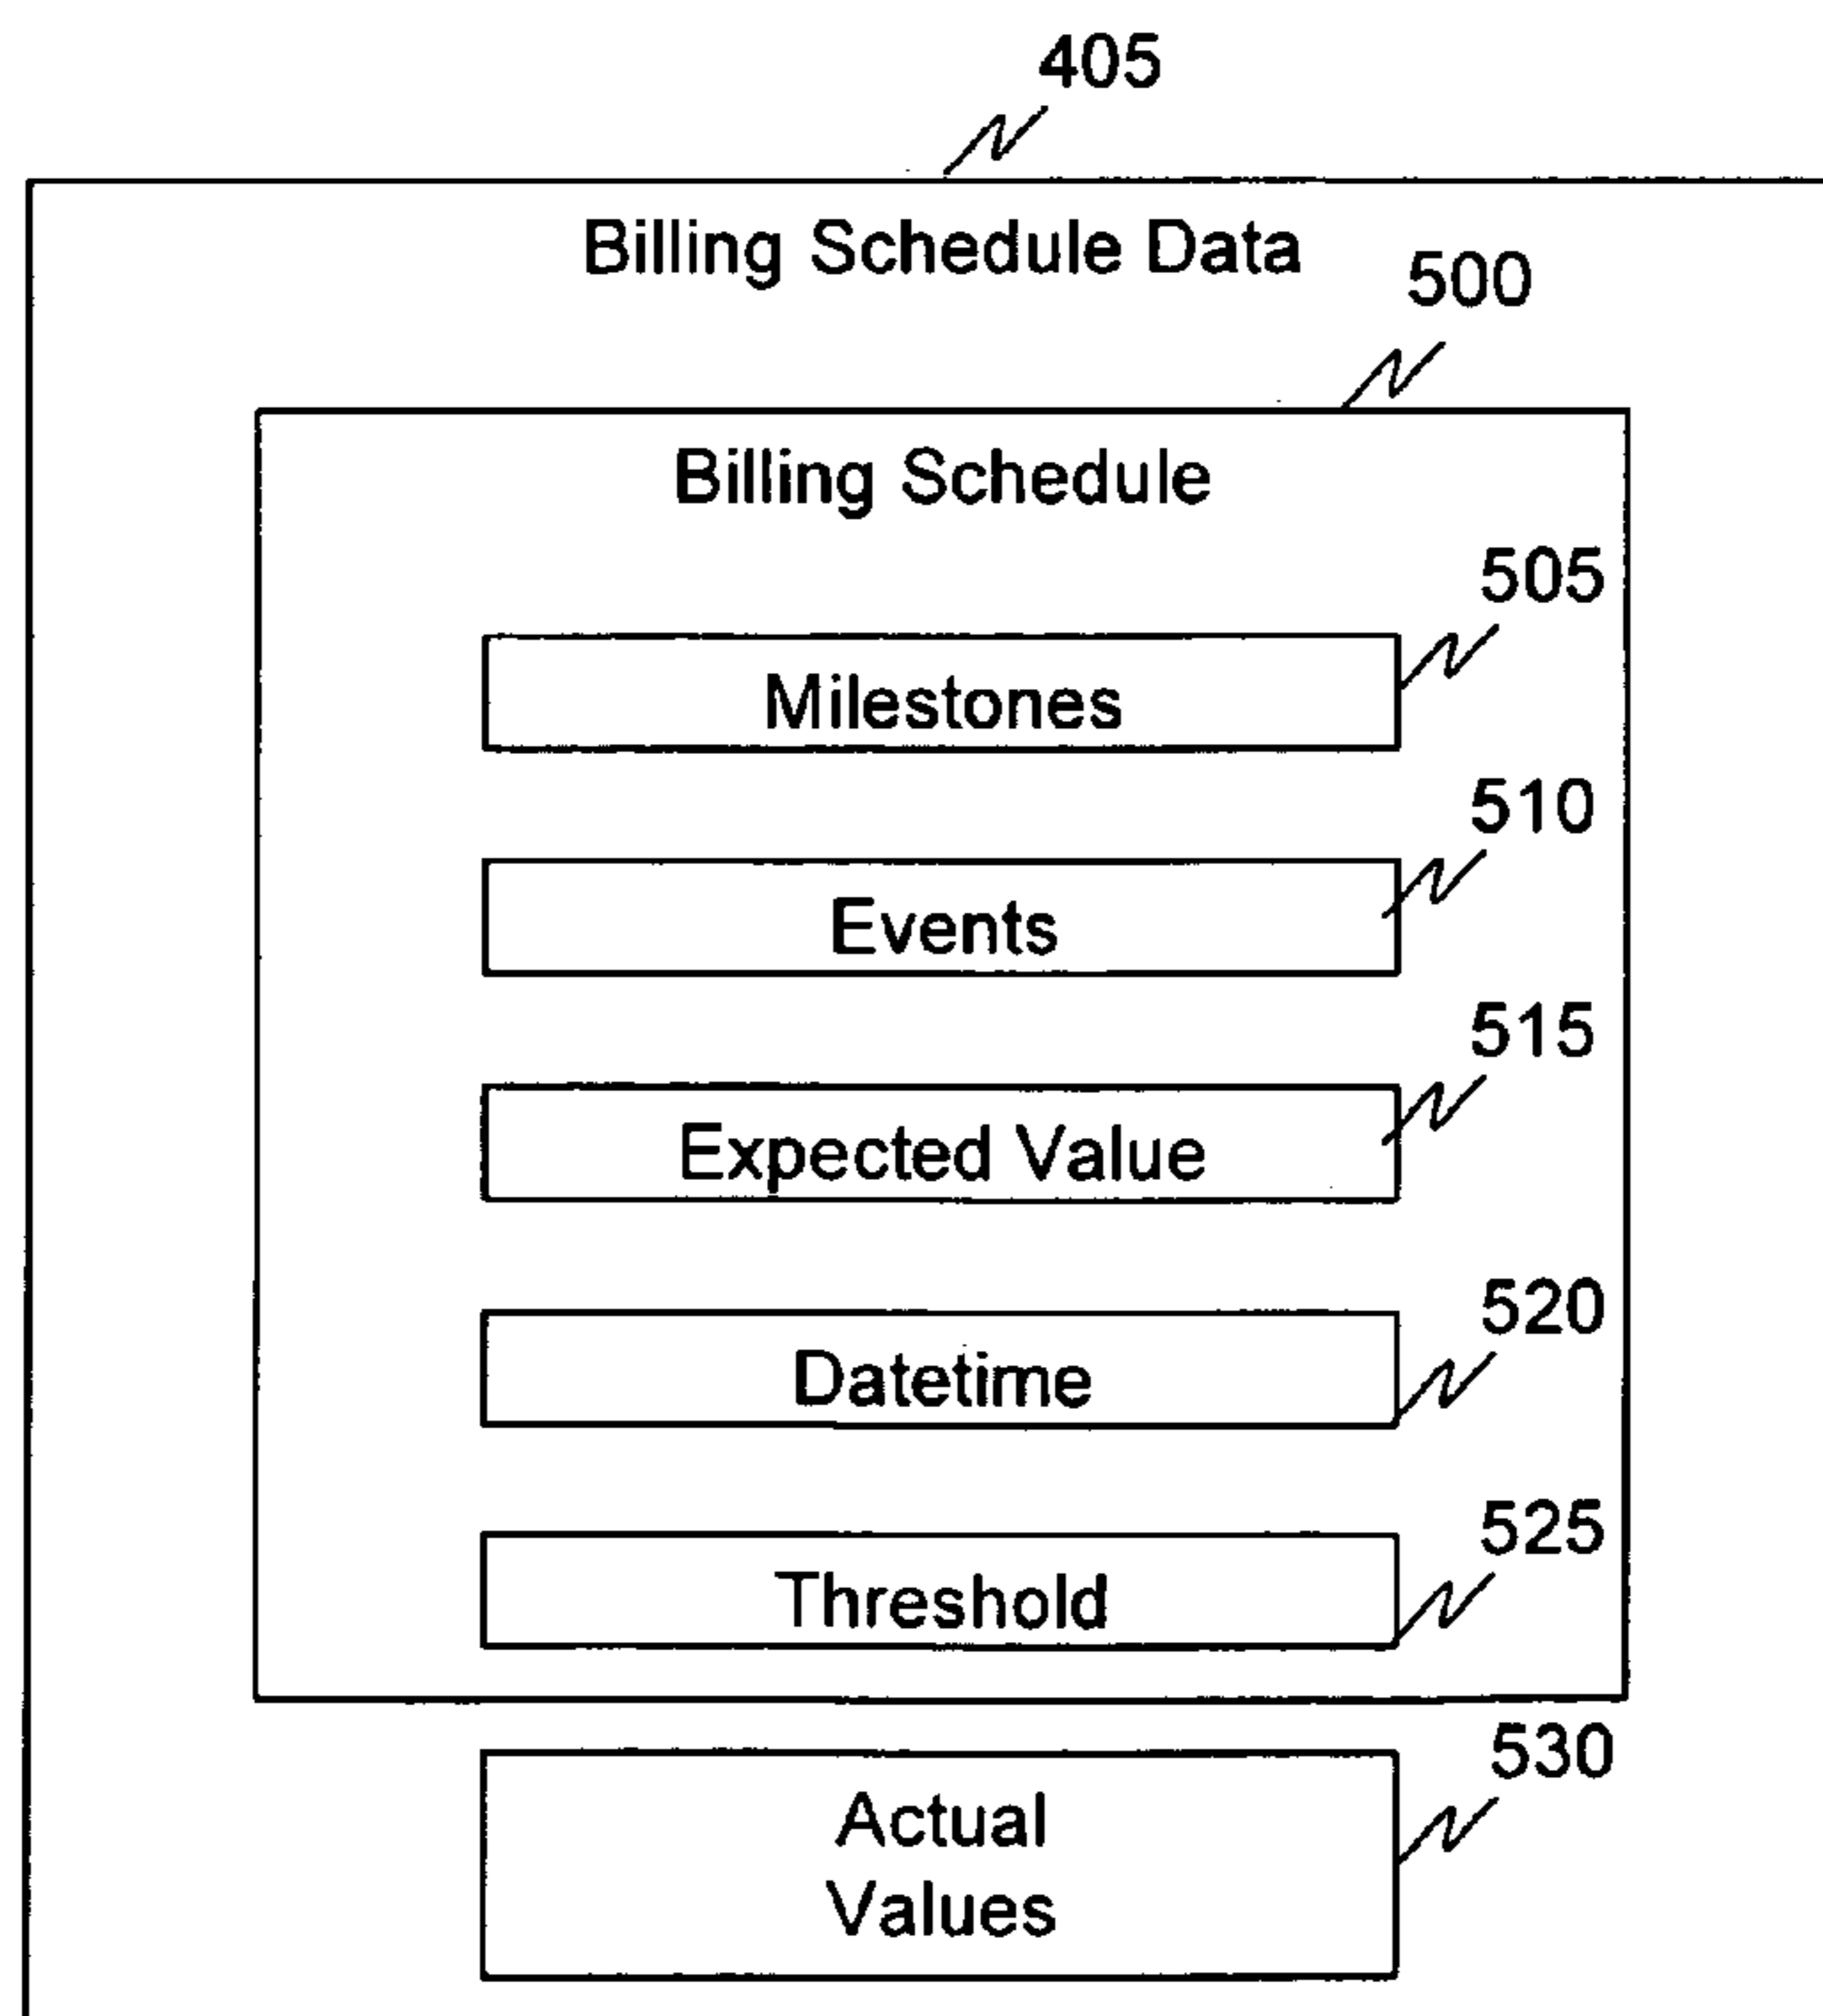 405
Billing Schedule Data
500
Billing Schedule
505
Milestones
510
Events
515
Expected Value
520
Datetime
525
Threshold
530
Actual
Values